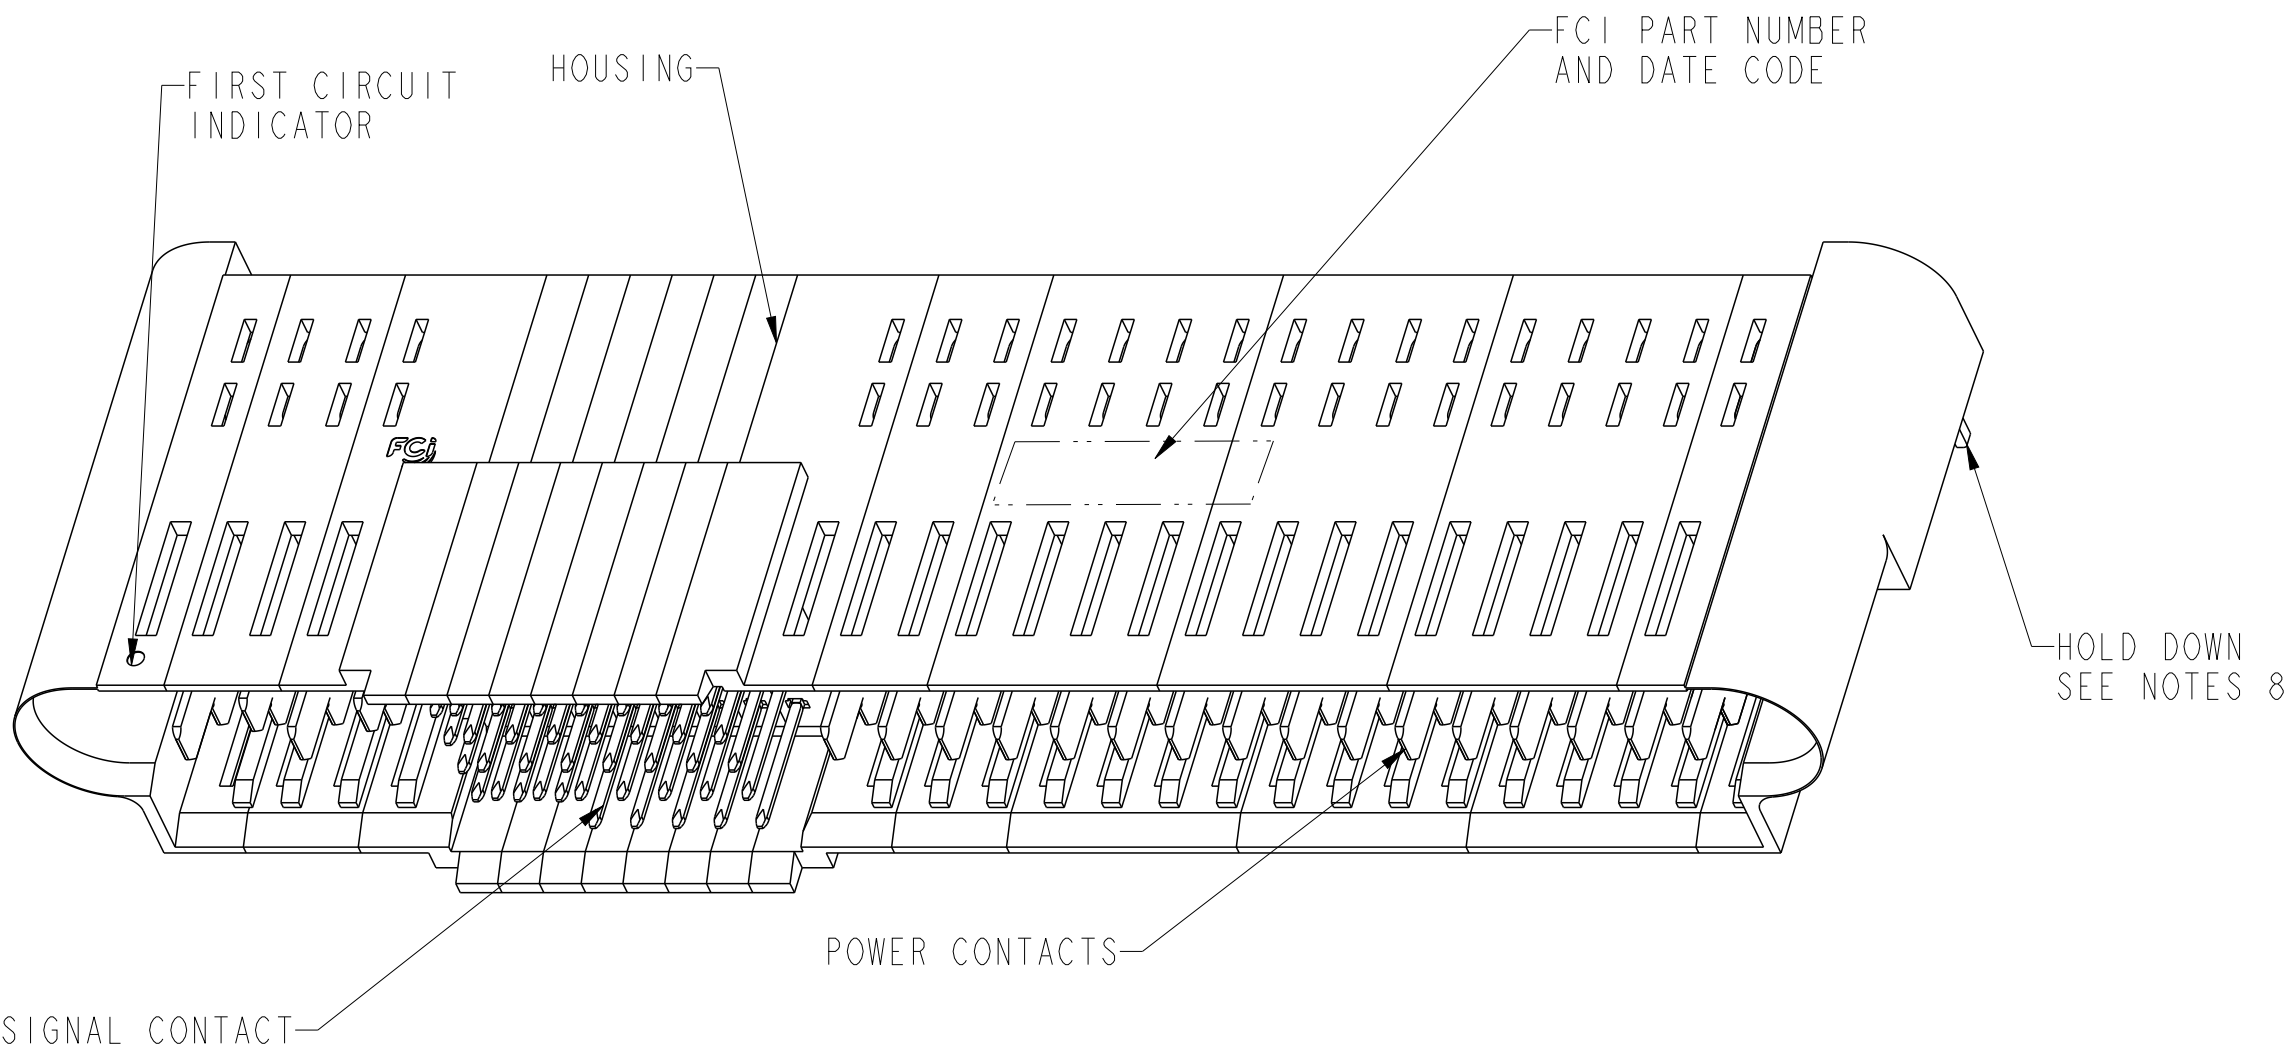 FCI PART NUMBER
AND DATE CODE
HOUSING
FIRST CIRCUIT
INDICATOR
FCi
HOLD DOWN
SEE NOTES 8
POWER CONTACTS
SIGNAL CONTACT